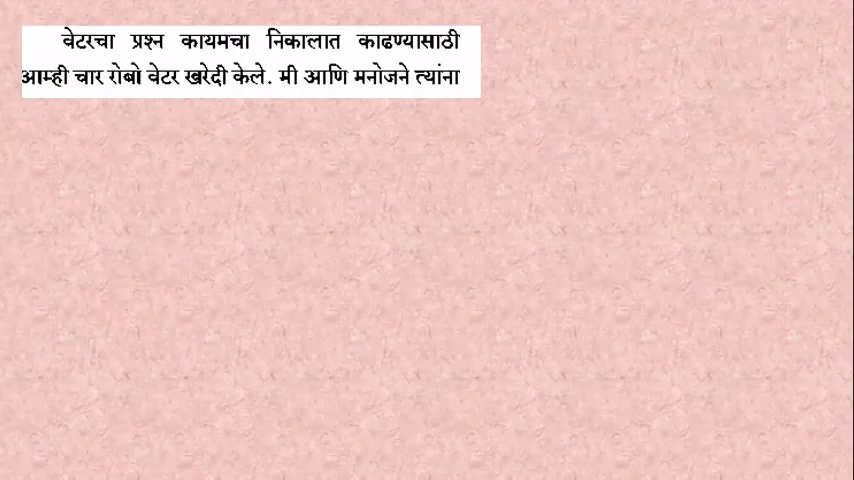 वेटरचा प्रश्न कायमचा निकालात काढण्यासाठी
आम्ही चार रोबो वेटर खरेदी केले. मी आणि मनोजने त्यांना